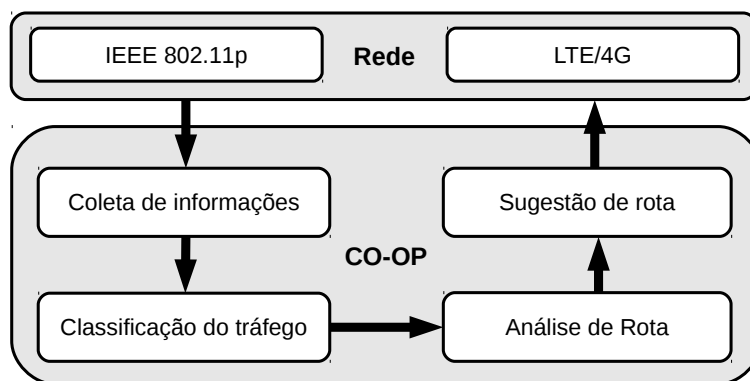 IEEE 802.11p
Rede
LTE/4G
Coleta de informações
Sugestão de rota
CO-OP
Classificação do tráfego
Análise de Rota